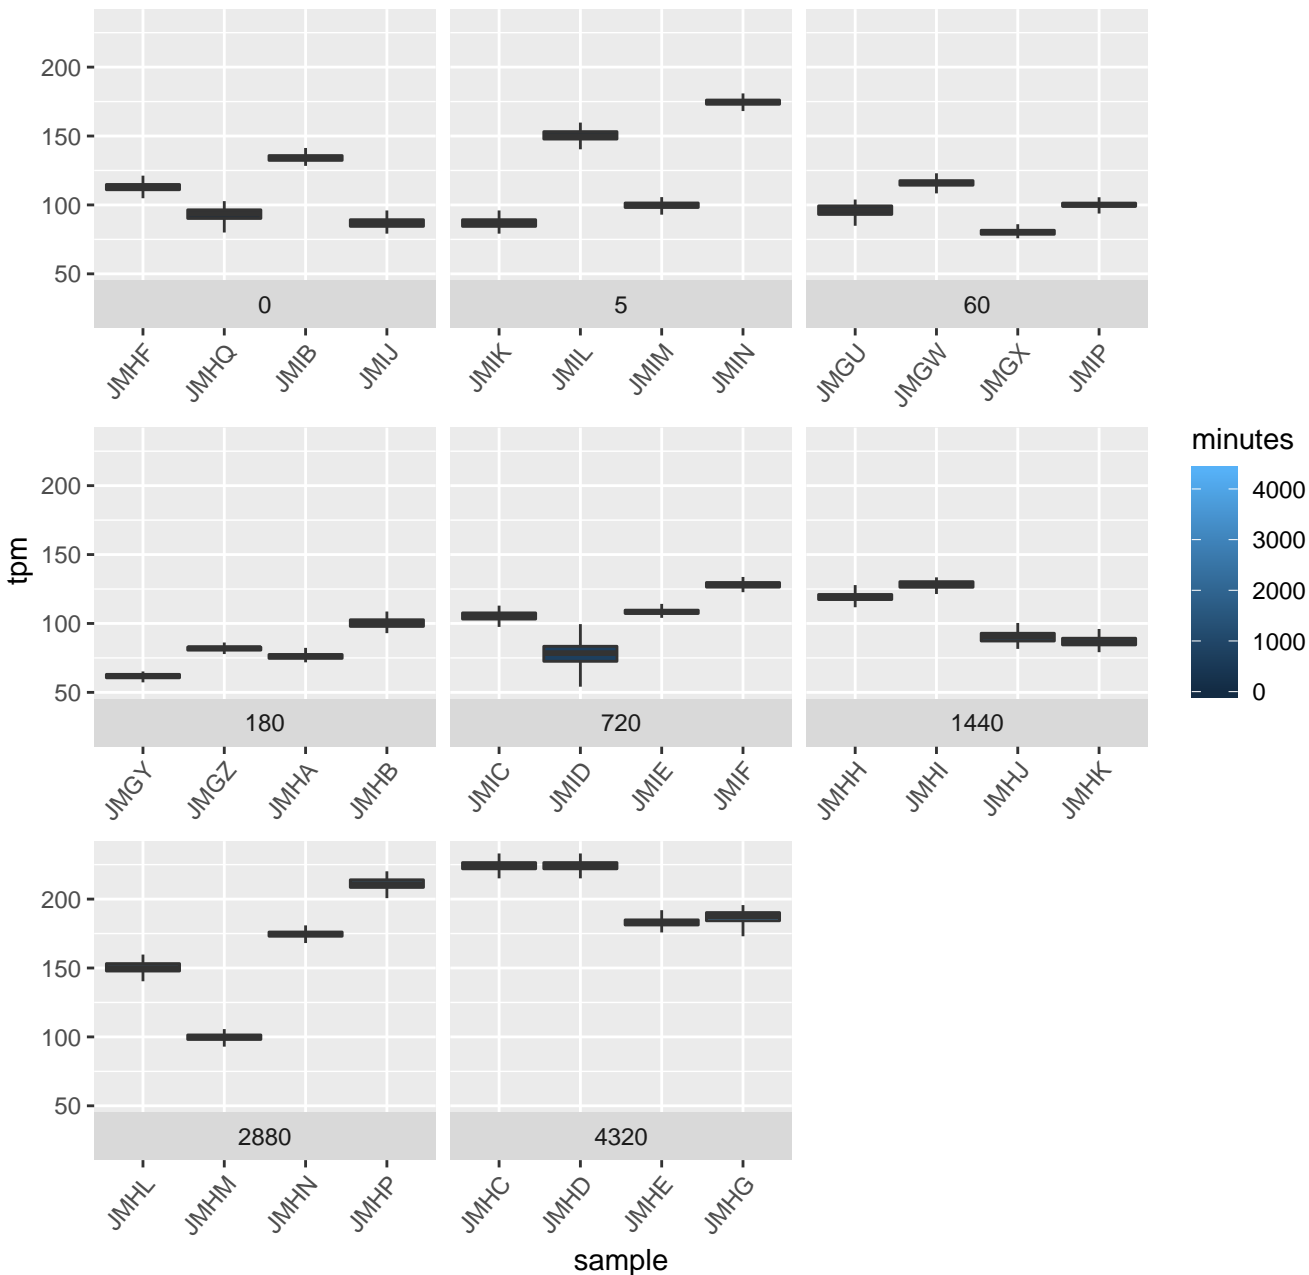 200
150
100
50
0
5
60
JMHF
JMHQ
JMIB
JMIJ
JMIK
JMIL
JMIM
JMIN
JMGU
JMGW
JMGX
JMIP
tpm
200
150
100
50
180
720
1440
JMGY
JMGZ
JMHA
JMHB
JMIC
JMID
JMIE
JMIF
JMHH
JMHI
JMHJ
JMHK
minutes
4000
3000
2000
1000
0
200
150
100
50
2880
4320
JMHL
JMHM
JMHN
JMHP
JMHC
JMHD
JMHE
JMHG
sample